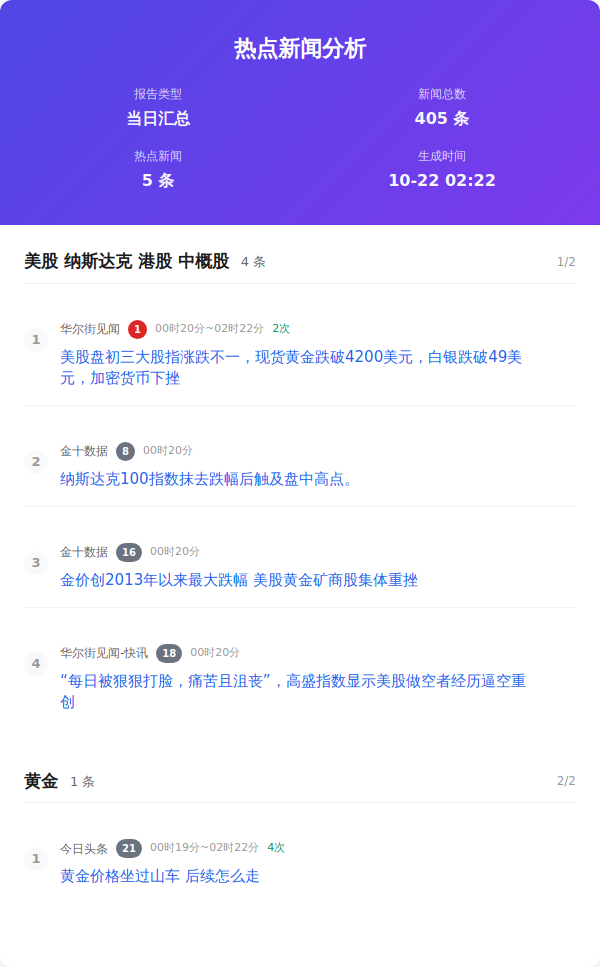 热点新闻分析
报告类型
新闻总数
当日汇总
405 条
热点新闻
生成时间
5 条
10-22 02:22
美股 纳斯达克 港股 中概股 4 条 1/2
1
华尔街见闻 1 00时20分~02时22分 2次
美股盘初三大股指涨跌不一，现货黄金跌破4200美元，白银跌破49美
元，加密货币下挫
2
金十数据 8 00时20分
纳斯达克100指数抹去跌幅后触及盘中高点。
3
金十数据 16 00时20分
金价创2013年以来最大跌幅 美股黄金矿商股集体重挫
4
华尔街见闻-快讯 18 00时20分
“每日被狠狠打脸，痛苦且沮丧”，高盛指数显示美股做空者经历逼空重
创
黄金 1 条 2/2
1
今日头条 21 00时19分~02时22分 4次
黄金价格坐过山车 后续怎么走